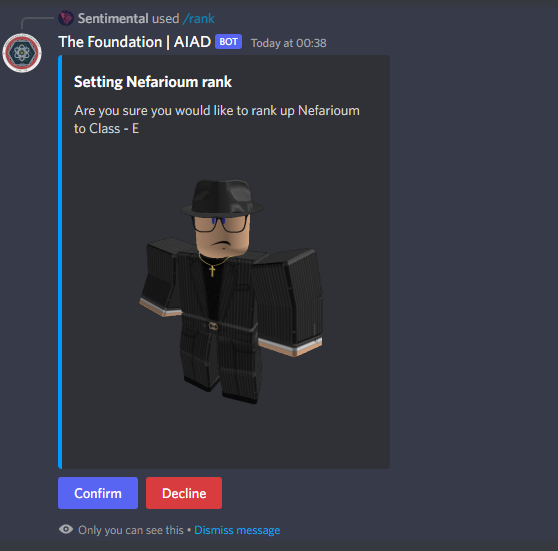 Sentimental used /rank
The Foundation | AIAD BOT Today at 00:38
Setting Nefarioum rank
Are you sure you would like to rank up Nefarioum
to Class - E
Confirm Decline
Only you can see this • Dismiss message